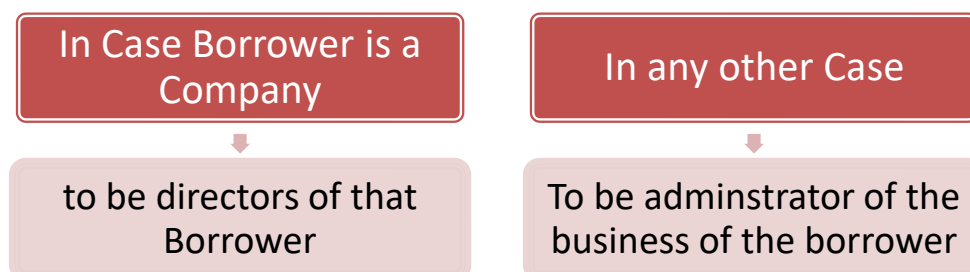 In Case Borrower is a
Company
to be directors of that
Borrower
In any other Case
To be adminstrator of the
business of the borrower